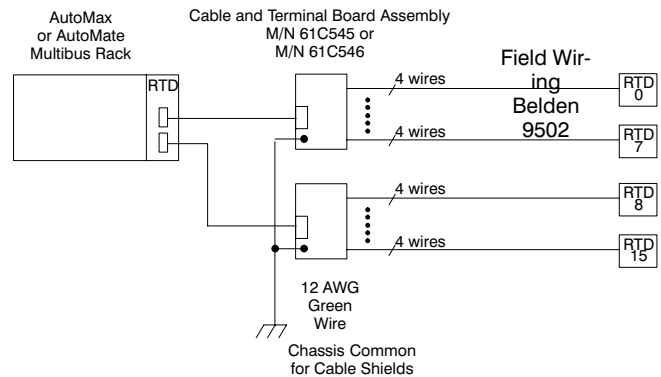 AutoMax
or AutoMate
Multibus Rack
Cable and Terminal Board Assembly
M/N 61C545 or
M/N 61C546
Field Wir-
ing
Belden
9502
RTD
4 wires
RTD
0
4 wires
RTD
7
4 wires
RTD
8
4 wires
RTD
15
12 AWG
Green
Wire
Chassis Common
for Cable Shields